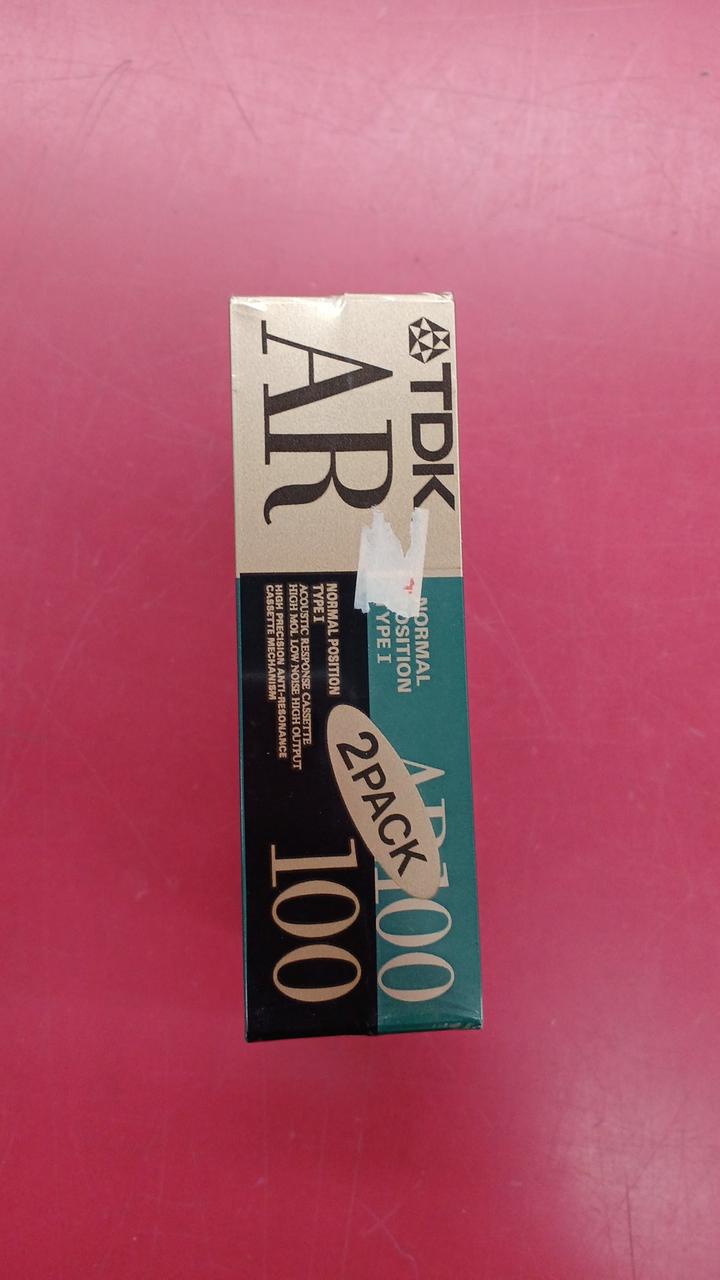 TDK
AR
NORMAL
POSITION
TYPE I
NORMAL POSITION
TYPE I
ACOUSTIC RESPONSE CASSETTE
HIGH MOL LOW NOISE HIGH OUTPUT
HIGH PRECISION ANTI-RESONANCE
CASSETTE MECHANISM
2PACK
AR100
100